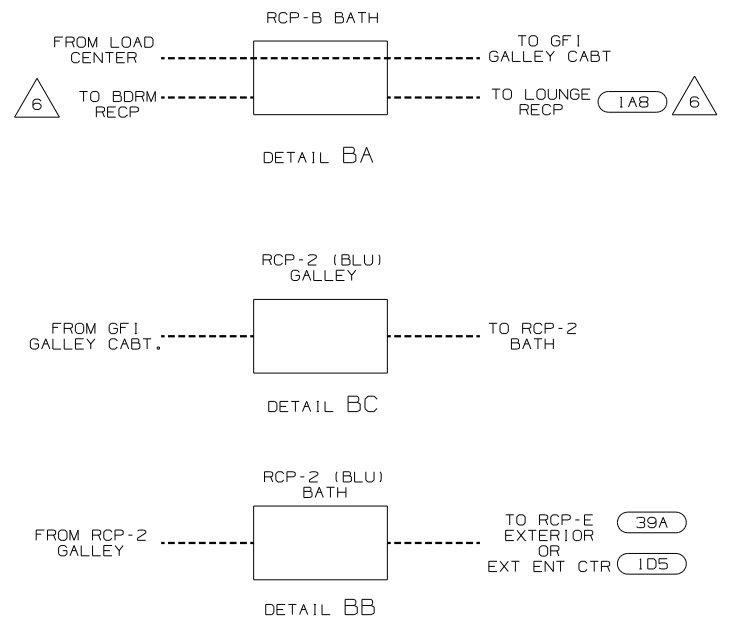 RCP-B BATH
FROM LOAD
CENTER
TO GFI
GALLEY CABT
6
TO BDRM
RECP
TO LOUNGE
RECP
1A8
6
DETAIL BA
RCP-2 (BLU)
GALLEY
FROM GFI
GALLEY CABT.
TO RCP-2
BATH
DETAIL BC
RCP-2 (BLU)
BATH
FROM RCP-2
GALLEY
TO RCP-E
EXTERIOR
OR
EXT ENT CTR
39A
1D5
DETAIL BB